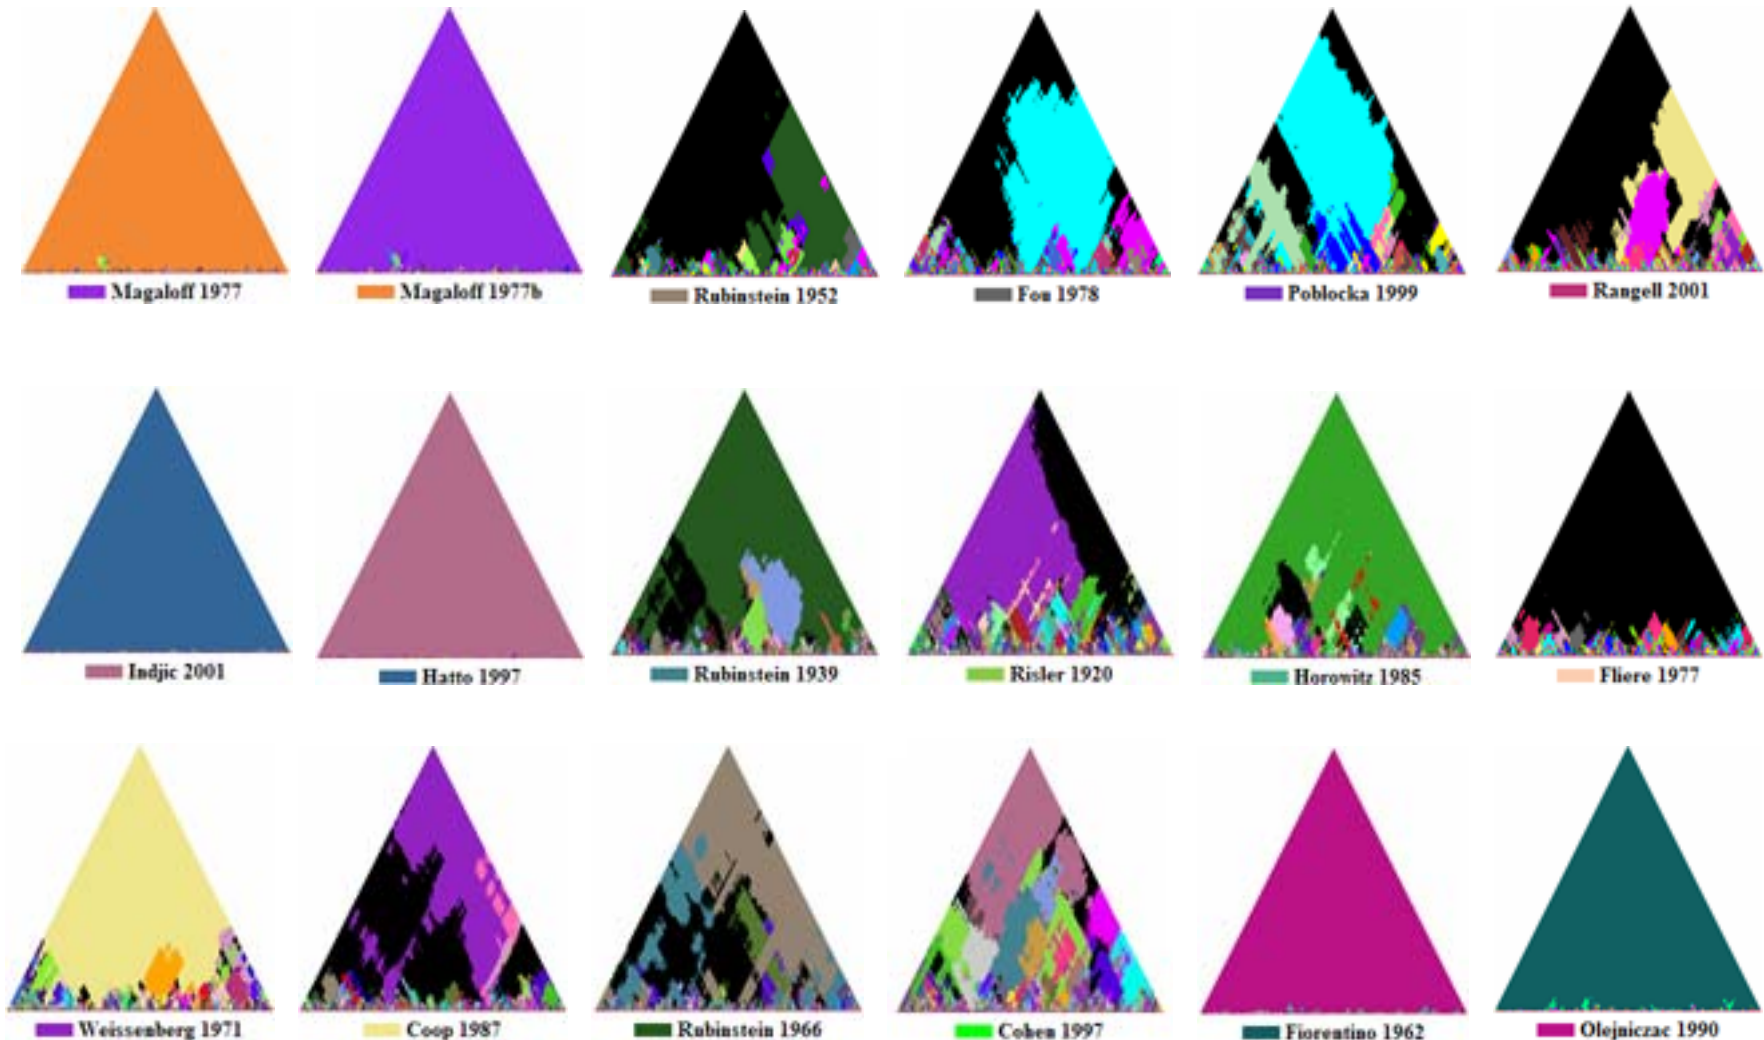 Magaloff 1977
Magaloff 1977b
Rubinstein 1952
Fou 1978
Poblocka 1999
Rangell 2001
Indjic 2001
Hatto 1997
Rubinstein 1939
Risler 1920
Horowitz 1985
Fliere 1977
Weissenberg 1971
Coop 1987
Rubinstein 1966
Cohen 1997
Fiorentino 1962
Olejniczac 1990